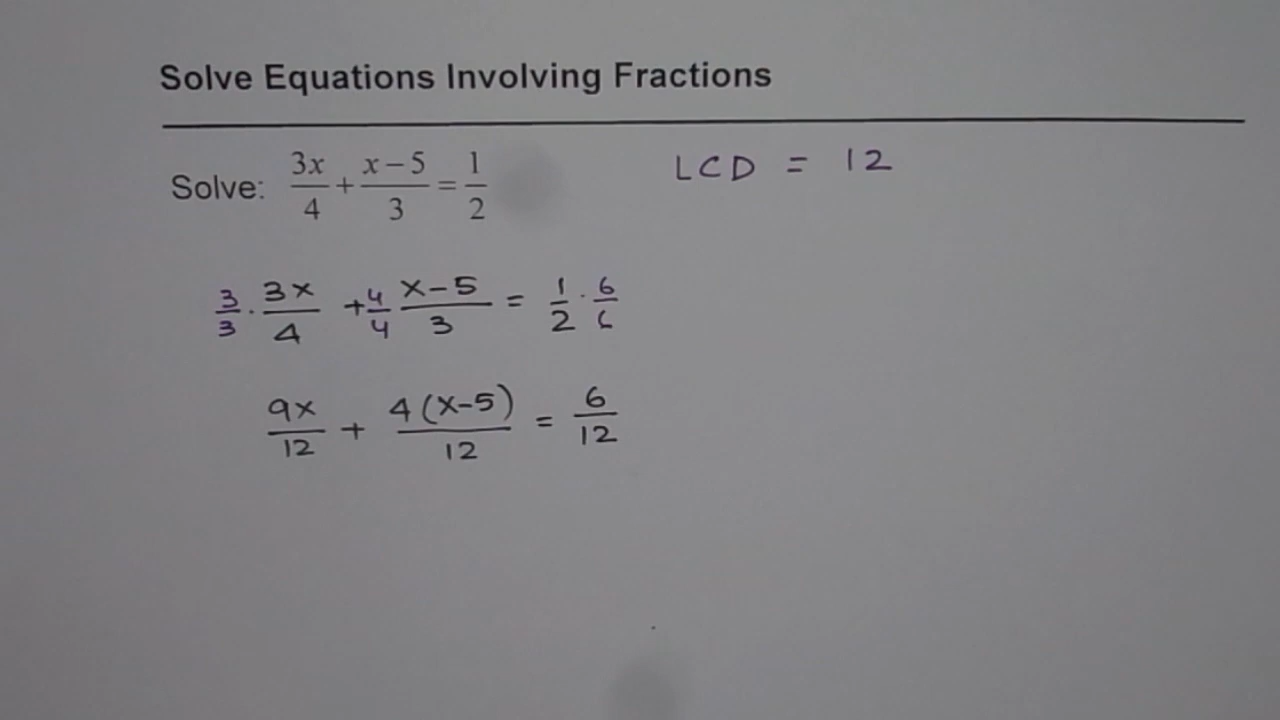 Solve Equations Involving Fractions
Solve: 3x/4 + x−5/3 = 1/2
LCD = 12
3/3 · 3x/4 + 4/4 x−5/3 = 1/2 · 6/6
9x/12 + 4(x−5)/12 = 6/12